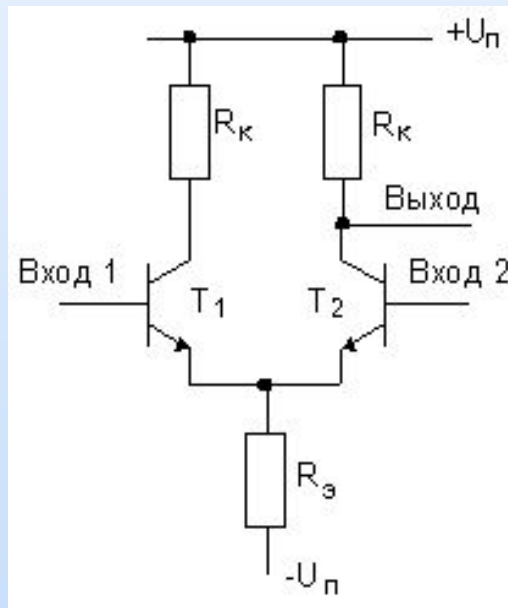 +Uп
Rк
Rк
Выход
Вход 1
T1
T2
Вход 2
Rэ
-Uп